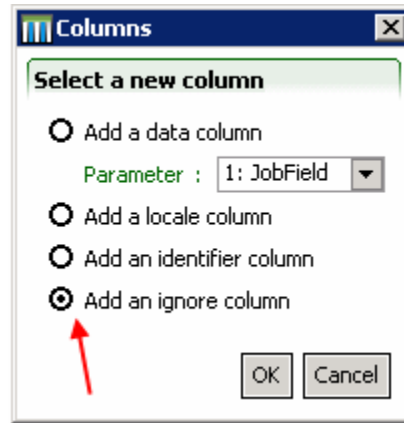 Columns
Select a new column
Add a data column
Parameter : 1: JobField
Add a locale column
Add an identifier column
Add an ignore column
OK Cancel